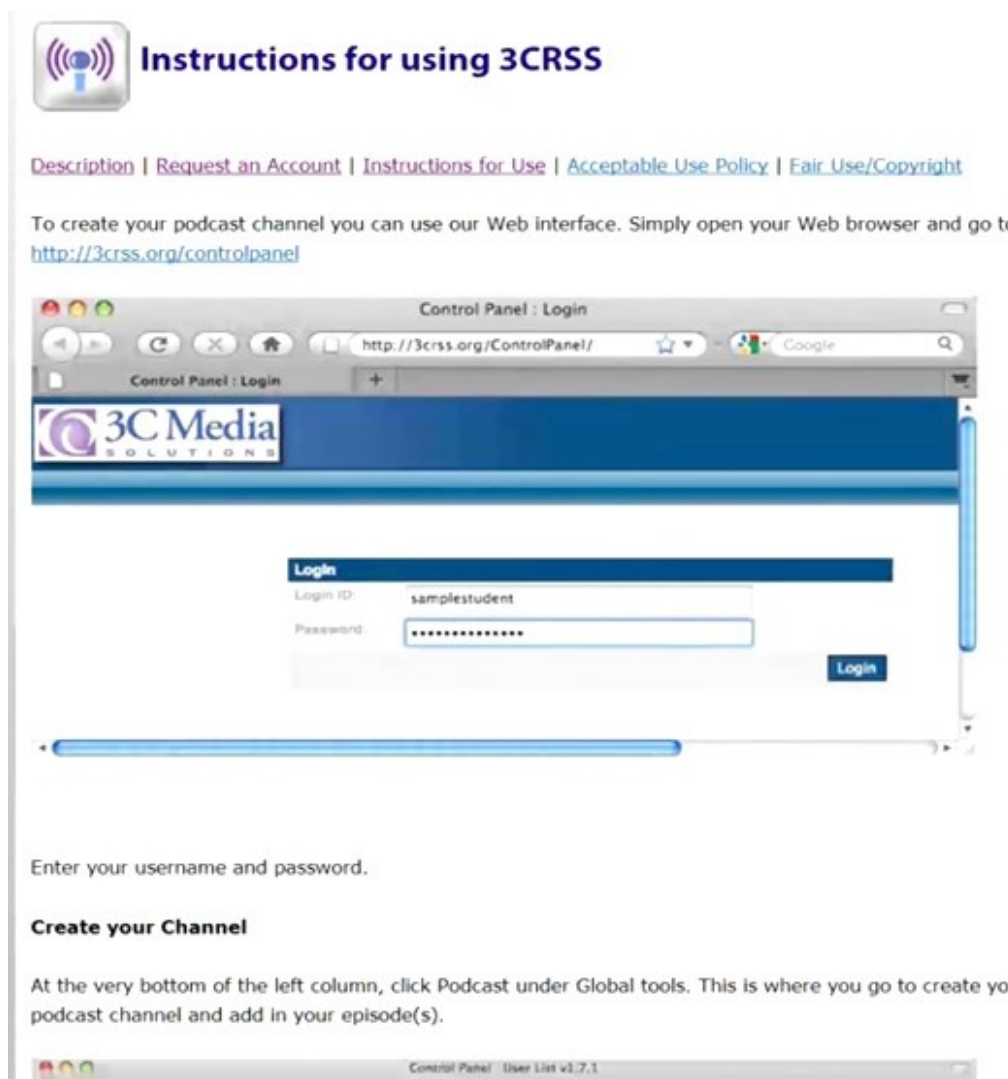 Instructions for using 3CRSS
Description | Request an Account | Instructions for Use | Acceptable Use Policy | Fair Use/Copyright
To create your podcast channel you can use our Web interface. Simply open your Web browser and go
http://3crss.org/controlpanel
Control Panel : Login
http://3crss.org/ControlPanel/
Google
Control Panel : Login
3C Media
SOLUTIONS
Login
Login ID:
samplestudent
Password
Login
Enter your username and password.
Create your Channel
At the very bottom of the left column, click Podcast under Global tools. This is where you go to create
podcast channel and add in your episode(s).
Control Panel User List v1.7.1